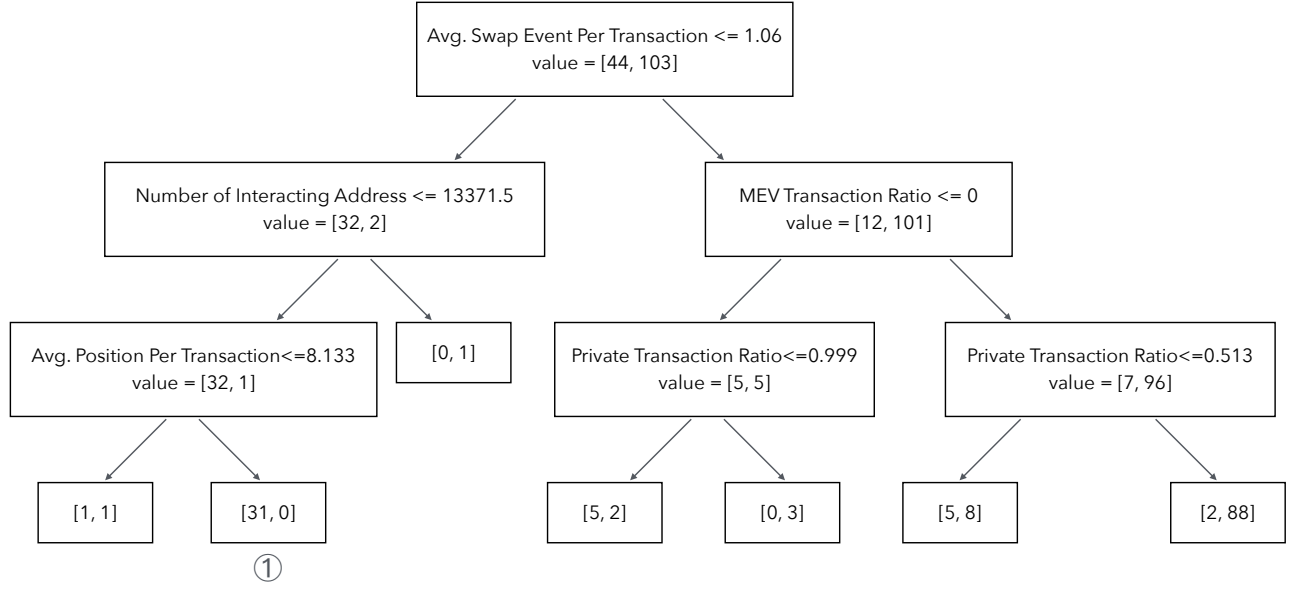 Avg. Swap Event Per Transaction <= 1.06
value = [44, 103]
Number of Interacting Address <= 13371.5
value = [32, 2]
MEV Transaction Ratio <= 0
value = [12, 101]
Avg. Position Per Transaction<=8.133
value = [32, 1]
[0, 1]
Private Transaction Ratio<=0.999
value = [5, 5]
Private Transaction Ratio<=0.513
value = [7, 96]
[1, 1]
[31, 0]
[5, 2]
[0, 3]
[5, 8]
[2, 88]
①